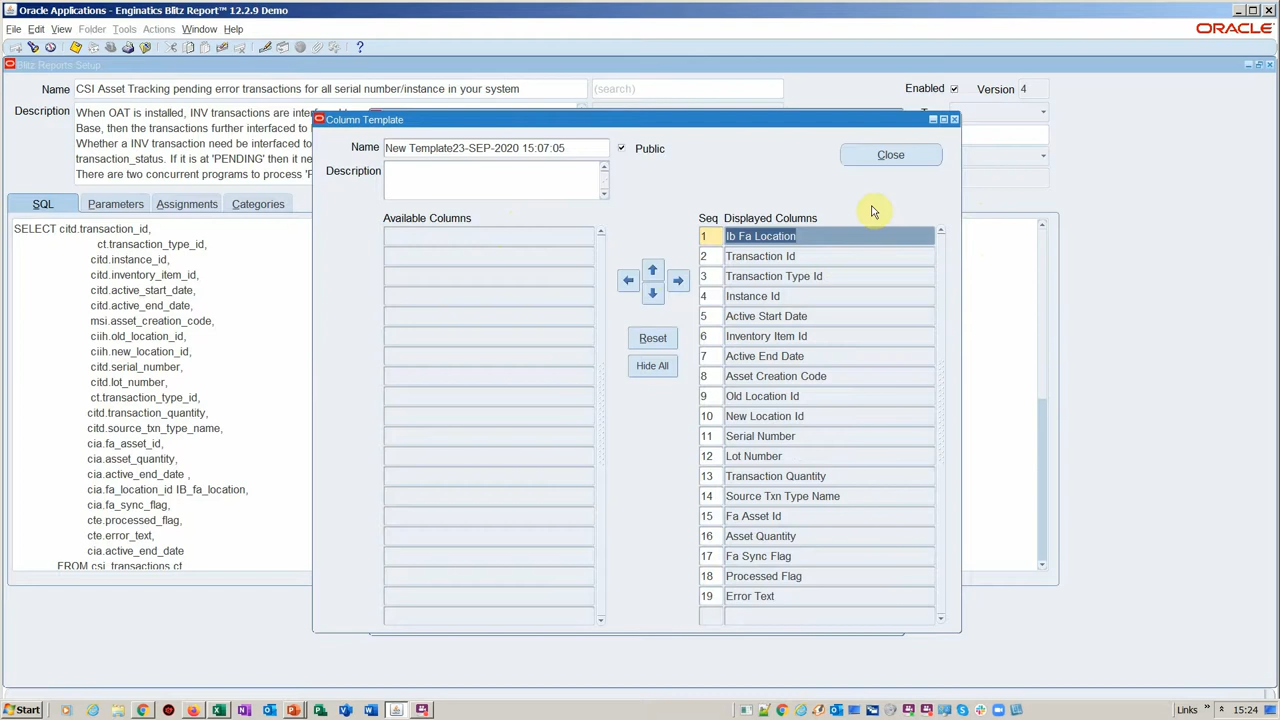 Oracle Applications - Enginatics Blitz Report™ 12.2.9 Demo
File Edit View Folder Tools Actions Window Help
ORACLE
Blitz Reports Setup
Name CSI Asset Tracking pending error transactions for all serial number/instance in your system (search) Enabled Version 4
Description When OAT is installed, INV transactions are
Base, then the transactions further interfaced to
Whether a INV transaction need be interfaced to
transaction_status. If it is at 'PENDING' then it
There are two concurrent programs to process
SQL Parameters Assignments Categories
SELECT citd.transaction_id,
ct.transaction_type_id,
citd.instance_id,
citd.inventory_item_id,
citd.active_start_date,
citd.active_end_date,
msi.asset_creation_code,
ciih.old_location_id,
ciih.new_location_id,
citd.serial_number,
citd.lot_number,
ct.transaction_type_id,
citd.transaction_quantity,
citd.source_txn_type_name,
cia.fa_asset_id,
cia.asset_quantity,
cia.active_end_date ,
cia.fa_location_id IB_fa_location,
cia.fa_sync_flag,
cte.processed_flag,
cte.error_text,
cia.active_end_date
FROM csi_transactions ct
Column Template
Name New Template23-SEP-2020 15:07:05 Public
Close
Description
Available Columns
Seq Displayed Columns
1 Ib Fa Location
2 Transaction Id
3 Transaction Type Id
4 Instance Id
5 Active Start Date
6 Inventory Item Id
7 Active End Date
8 Asset Creation Code
9 Old Location Id
10 New Location Id
11 Serial Number
12 Lot Number
13 Transaction Quantity
14 Source Txn Type Name
15 Fa Asset Id
16 Asset Quantity
17 Fa Sync Flag
18 Processed Flag
19 Error Text
Reset
Hide All
Start
Links » 15:24